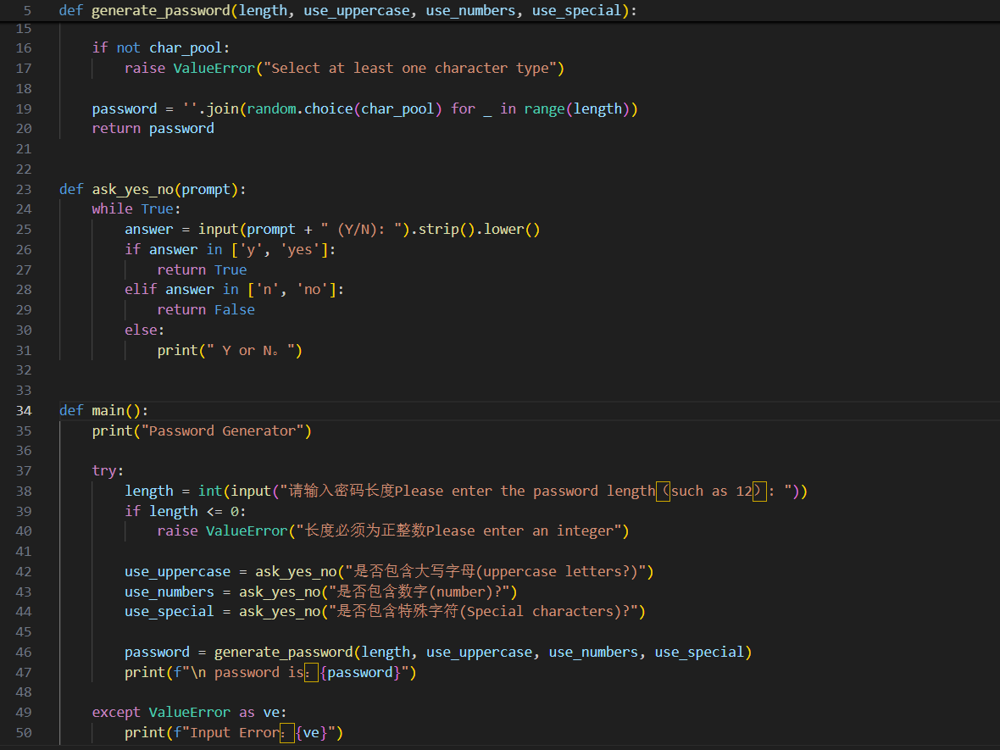 5 def generate_password(length, use_uppercase, use_numbers, use_special):
15
16     if not char_pool:
17         raise ValueError("Select at least one character type")
18
19     password = ''.join(random.choice(char_pool) for _ in range(length))
20     return password
21
22
23 def ask_yes_no(prompt):
24     while True:
25         answer = input(prompt + " (Y/N): ").strip().lower()
26         if answer in ['y', 'yes']:
27             return True
28         elif answer in ['n', 'no']:
29             return False
30         else:
31             print(" Y or N。")
32
33
34 def main():
35     print("Password Generator")
36
37     try:
38         length = int(input("请输入密码长度Please enter the password length（such as 12）: "))
39         if length <= 0:
40             raise ValueError("长度必须为正整数Please enter an integer")
41
42         use_uppercase = ask_yes_no("是否包含大写字母(uppercase letters?)")
43         use_numbers = ask_yes_no("是否包含数字(number)?")
44         use_special = ask_yes_no("是否包含特殊字符(Special characters)?")
45
46         password = generate_password(length, use_uppercase, use_numbers, use_special)
47         print(f"\n password is：{password}")
48
49     except ValueError as ve:
50         print(f"Input Error：{ve}")